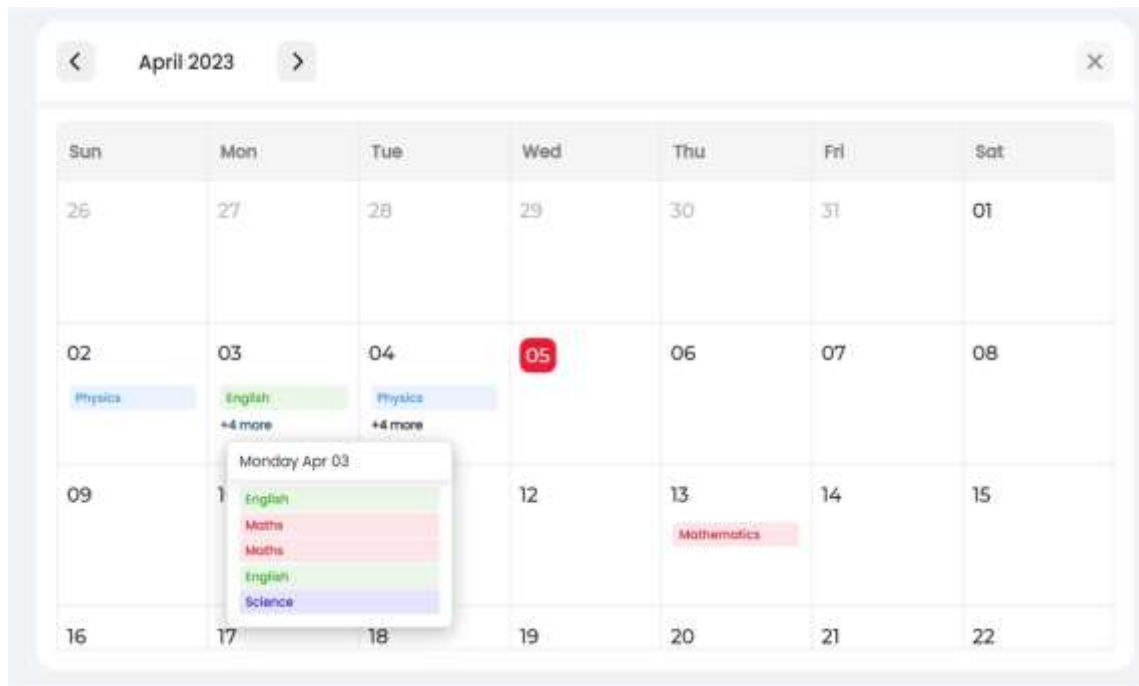 April 2023
Sun Mon Tue Wed Thu Fri Sat
26 27 28 29 30 31 01
02 03 04 05 06 07 08
Physics English Physics
+4 more +4 more
Monday Apr 03
09 12 13 14 15
English
Mathematics
Maths
Maths
English
Science
16 17 18 19 20 21 22